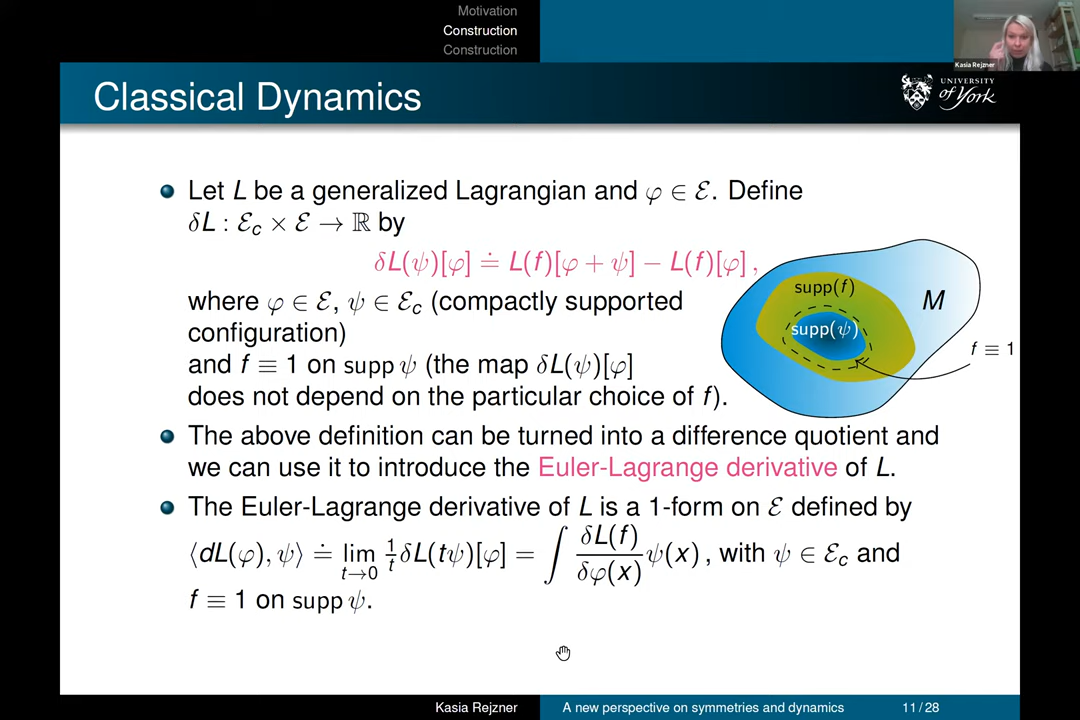 Motivation
Construction
Construction
Kasia Rejzner
Classical Dynamics
UNIVERSITY
of York
Let L be a generalized Lagrangian and φ ∈ ℰ. Define
δL : ℰ_c × ℰ → ℝ by
δL(ψ)[φ] ≐ L(f)[φ + ψ] − L(f)[φ] ,
where φ ∈ ℰ, ψ ∈ ℰ_c (compactly supported
configuration)
and f ≡ 1 on supp ψ (the map δL(ψ)[φ]
does not depend on the particular choice of f).
supp(f)
M
supp(ψ)
f ≡ 1
The above definition can be turned into a difference quotient and
we can use it to introduce the Euler-Lagrange derivative of L.
The Euler-Lagrange derivative of L is a 1-form on ℰ defined by
⟨dL(φ), ψ⟩ ≐ lim_{t→0} 1/t δL(tψ)[φ] = ∫ δL(f)/δφ(x) ψ(x) , with ψ ∈ ℰ_c and
f ≡ 1 on supp ψ.
Kasia Rejzner
A new perspective on symmetries and dynamics
11 / 28